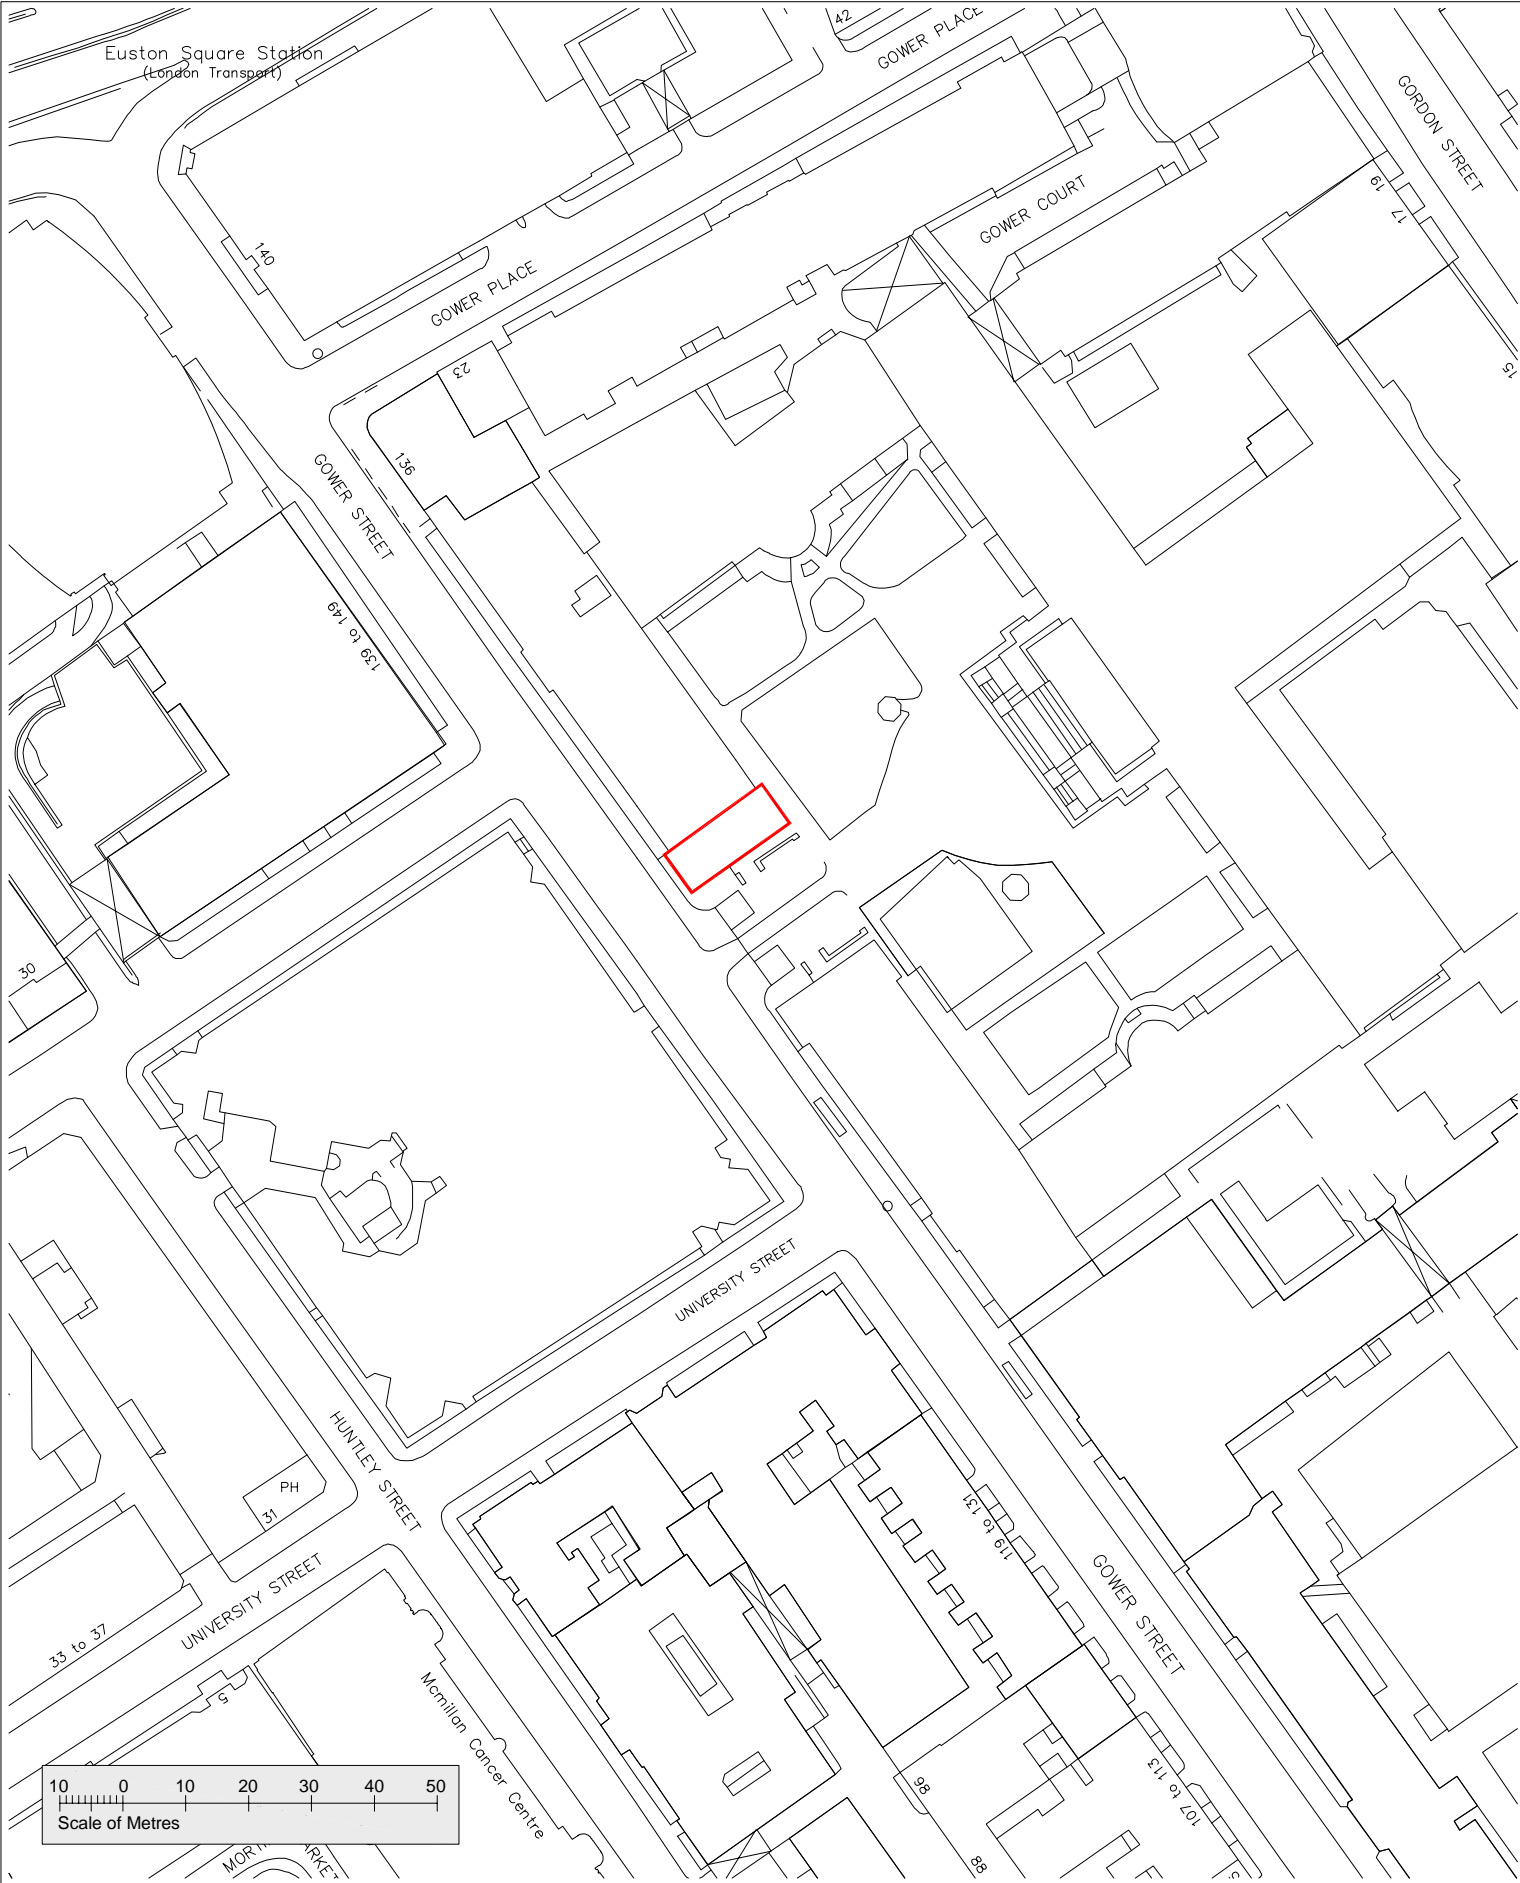 42
GOWER PLACE
Euston Square Station
(London Transport)
GORDON STREET
19
17
GOWER COURT
140
GOWER PLACE
15
23
136
GOWER STREET
139 to 149
30
UNIVERSITY STREET
HUNTLEY STREET
PH
31
119 to 131
UNIVERSITY STREET
GOWER STREET
33 to 37
5
Mcmillan Cancer Centre
107 to 113
98
88
10 0 10 20 30 40 50
Scale of Metres